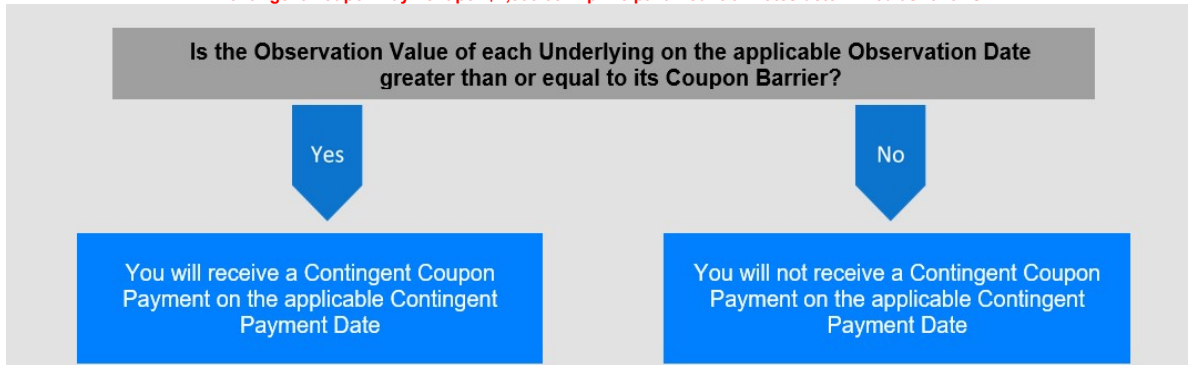 Is the Observation Value of each Underlying on the applicable Observation Date
greater than or equal to its Coupon Barrier?
Yes
No
You will receive a Contingent Coupon
Payment on the applicable Contingent
Payment Date
You will not receive a Contingent Coupon
Payment on the applicable Contingent
Payment Date